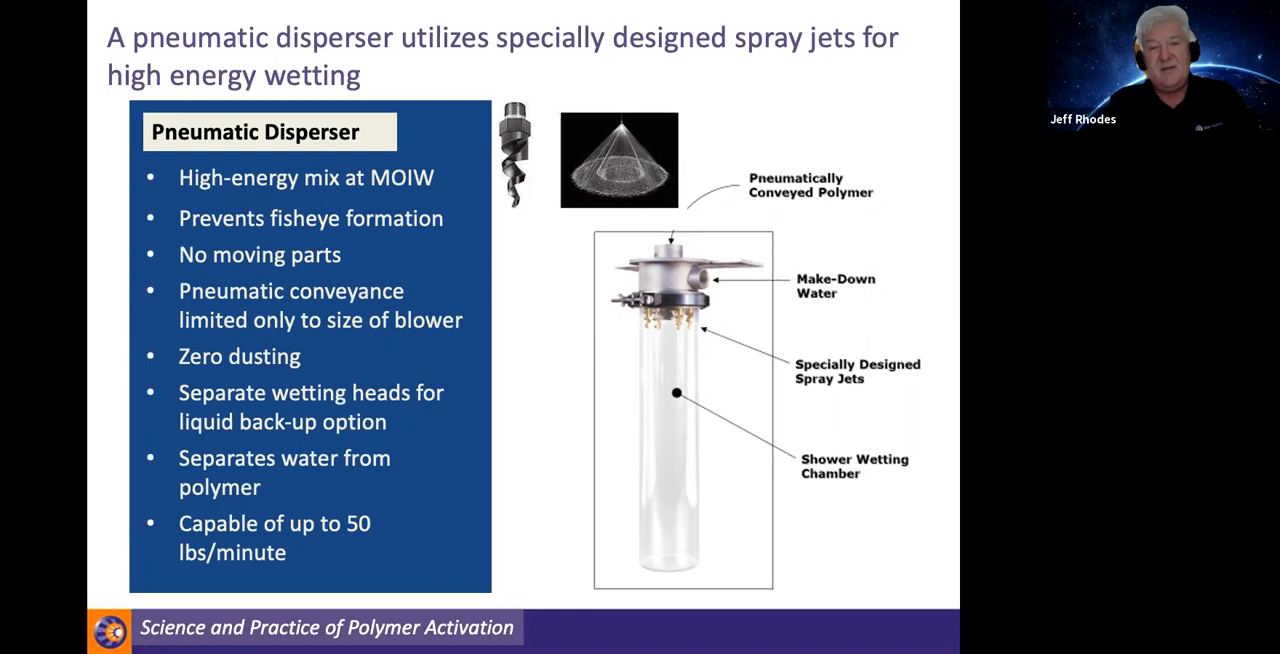 A pneumatic disperser utilizes specially designed spray jets for
high energy wetting
Pneumatic Disperser
• High-energy mix at MOIW
• Prevents fisheye formation
• No moving parts
• Pneumatic conveyance
limited only to size of blower
• Zero dusting
• Separate wetting heads for
liquid back-up option
• Separates water from
polymer
• Capable of up to 50
lbs/minute
Pneumatically
Conveyed Polymer
Make-Down
Water
Specially Designed
Spray Jets
Shower Wetting
Chamber
Science and Practice of Polymer Activation
Jeff Rhodes